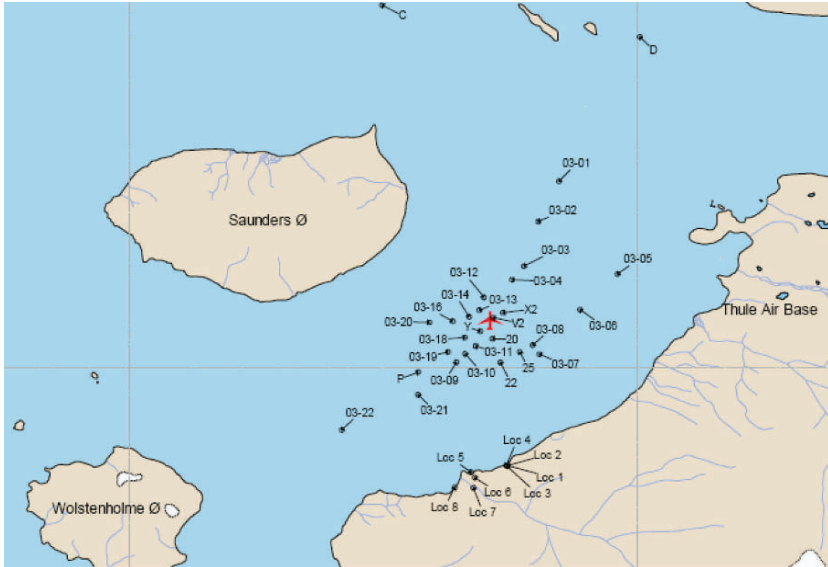 C
D
03-01
Saunders Ø
03-02
03-03
03-05
03-12
03-04
03-14
03-13
03-16
X2
Thule Air Base
03-20
V2
03-06
Y
03-18
20
03-08
03-19
03-11
03-07
P
03-09
03-10
22
25
03-21
03-22
Loc 4
Loc 5
Loc 2
Loc 1
Loc 6
Loc 3
Wolstenholme Ø
Loc 8
Loc 7